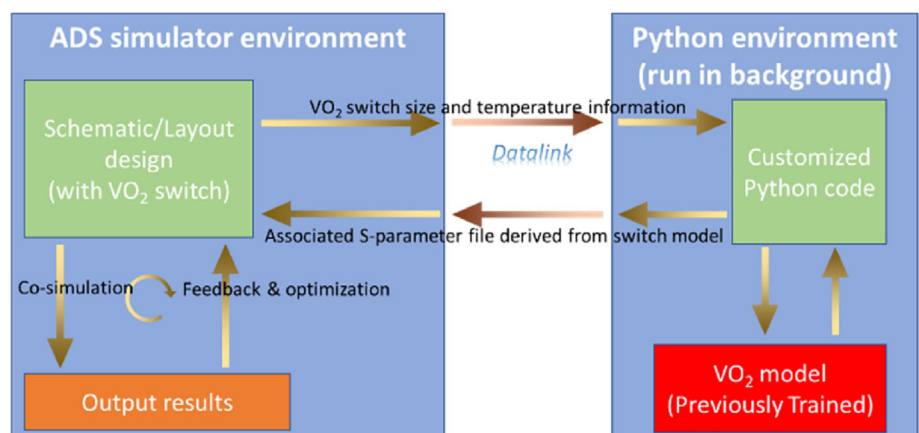 ADS simulator environment
Python environment
(run in background)
VO₂ switch size and temperature information
Schematic/Layout
design
(with VO₂ switch)
Datalink
Customized
Python code
Associated S-parameter file derived from switch model
Co-simulation
Feedback & optimization
Output results
VO₂ model
(Previously Trained)